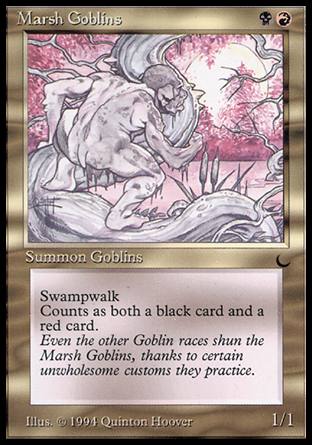 Marsh Goblins
Summon Goblins
Swampwalk
Counts as both a black card and a
red card.
Even the other Goblin races shun the
Marsh Goblins, thanks to certain
unwholesome customs they practice.
Illus. © 1994 Quinton Hoover
1/1